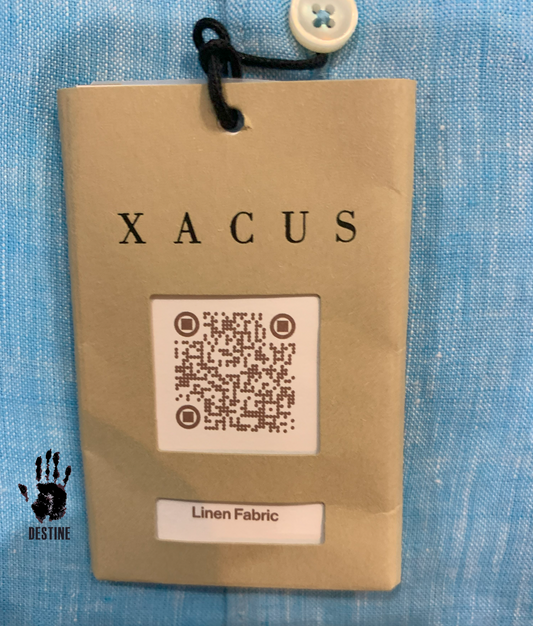 XACUS
Linen Fabric
DESTINE